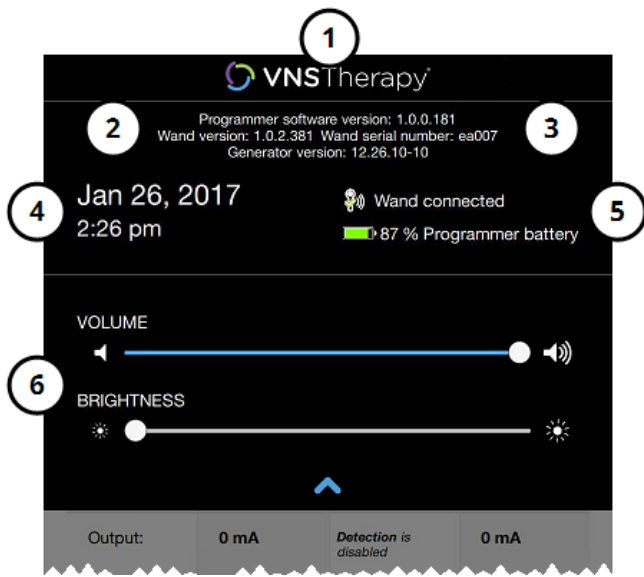 1
VNSTherapy
Programmer software version: 1.0.0.181
2
Wand version: 1.0.2.381 Wand serial number: ea007
3
Generator version: 12.26.10-10
4
Jan 26, 2017
2:26 pm
Wand connected
87 % Programmer battery
5
VOLUME
6
BRIGHTNESS
Output: 0 mA Detection is disabled 0 mA